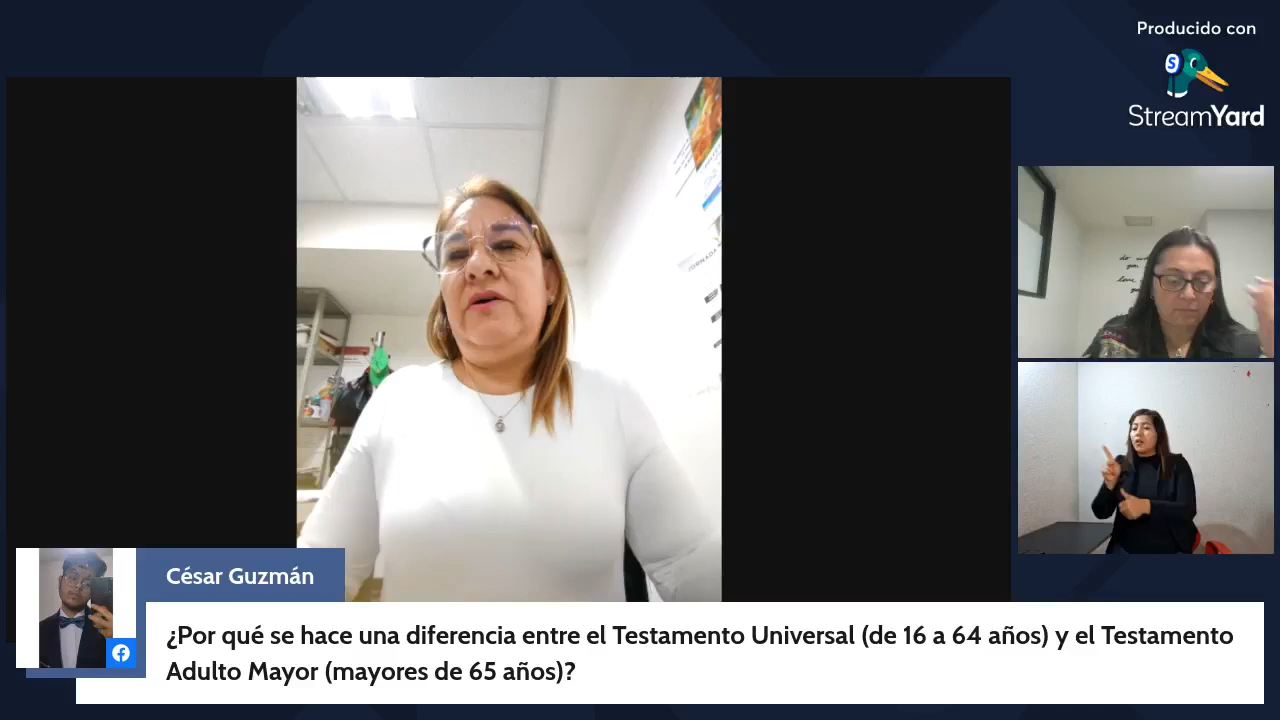 Producido con
StreamYard
JORNADA
César Guzmán
¿Por qué se hace una diferencia entre el Testamento Universal (de 16 a 64 años) y el Testamento
Adulto Mayor (mayores de 65 años)?